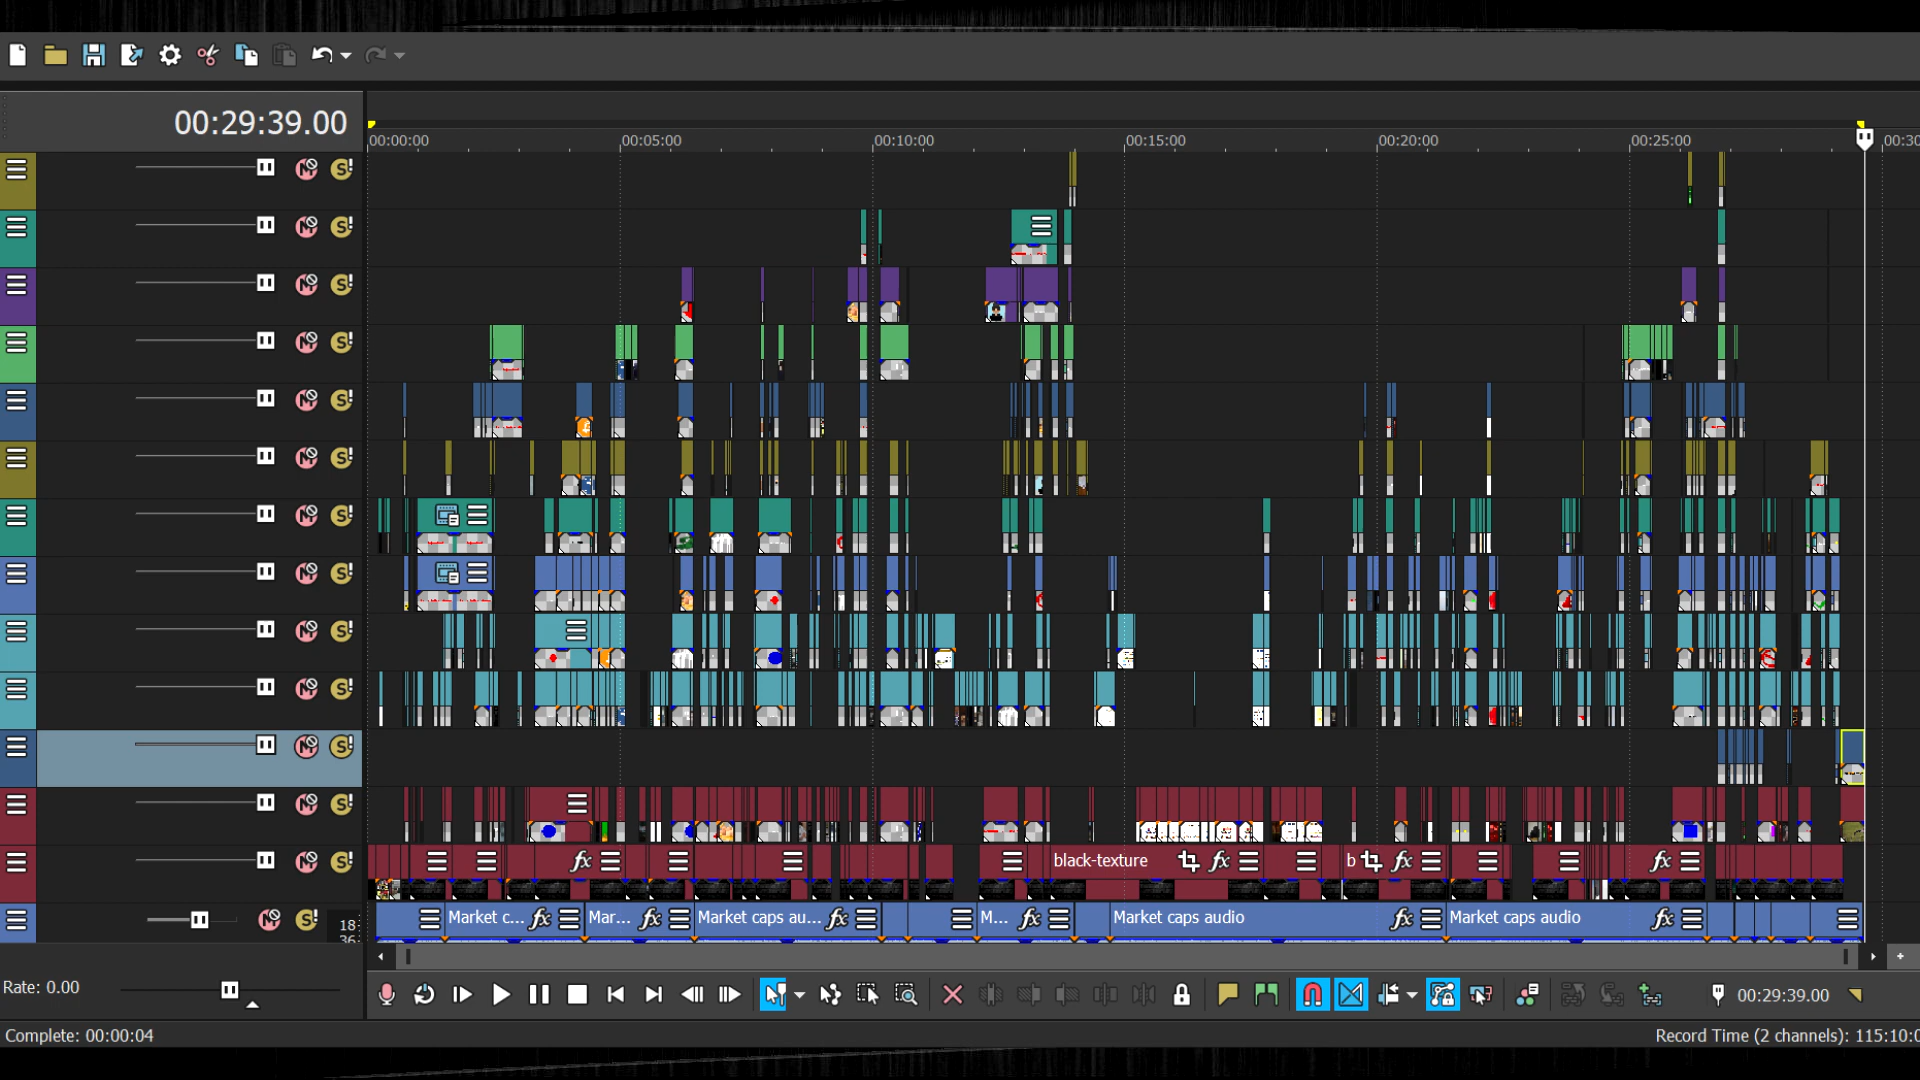 00:29:39.00
00:00:00
00:05:00
00:10:00
00:15:00
00:20:00
00:25:00
00:30
black-texture
b
Market c...
Mar...
Market caps au...
M...
Market caps audio
Market caps audio
18
36
Rate: 0.00
00:29:39.00
Complete: 00:00:04
Record Time (2 channels): 115:10:0